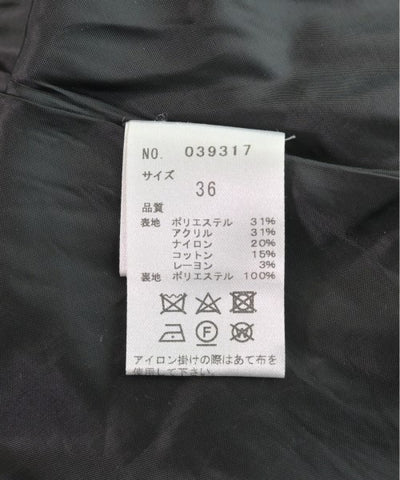 NO. 039317
サイズ
36
品質
表地 ポリエステル 31%
アクリル 31%
ナイロン 20%
コットン 15%
レーヨン 3%
裏地 ポリエステル 100%
F W
アイロン掛けの際はあて布を
使用して下さい。